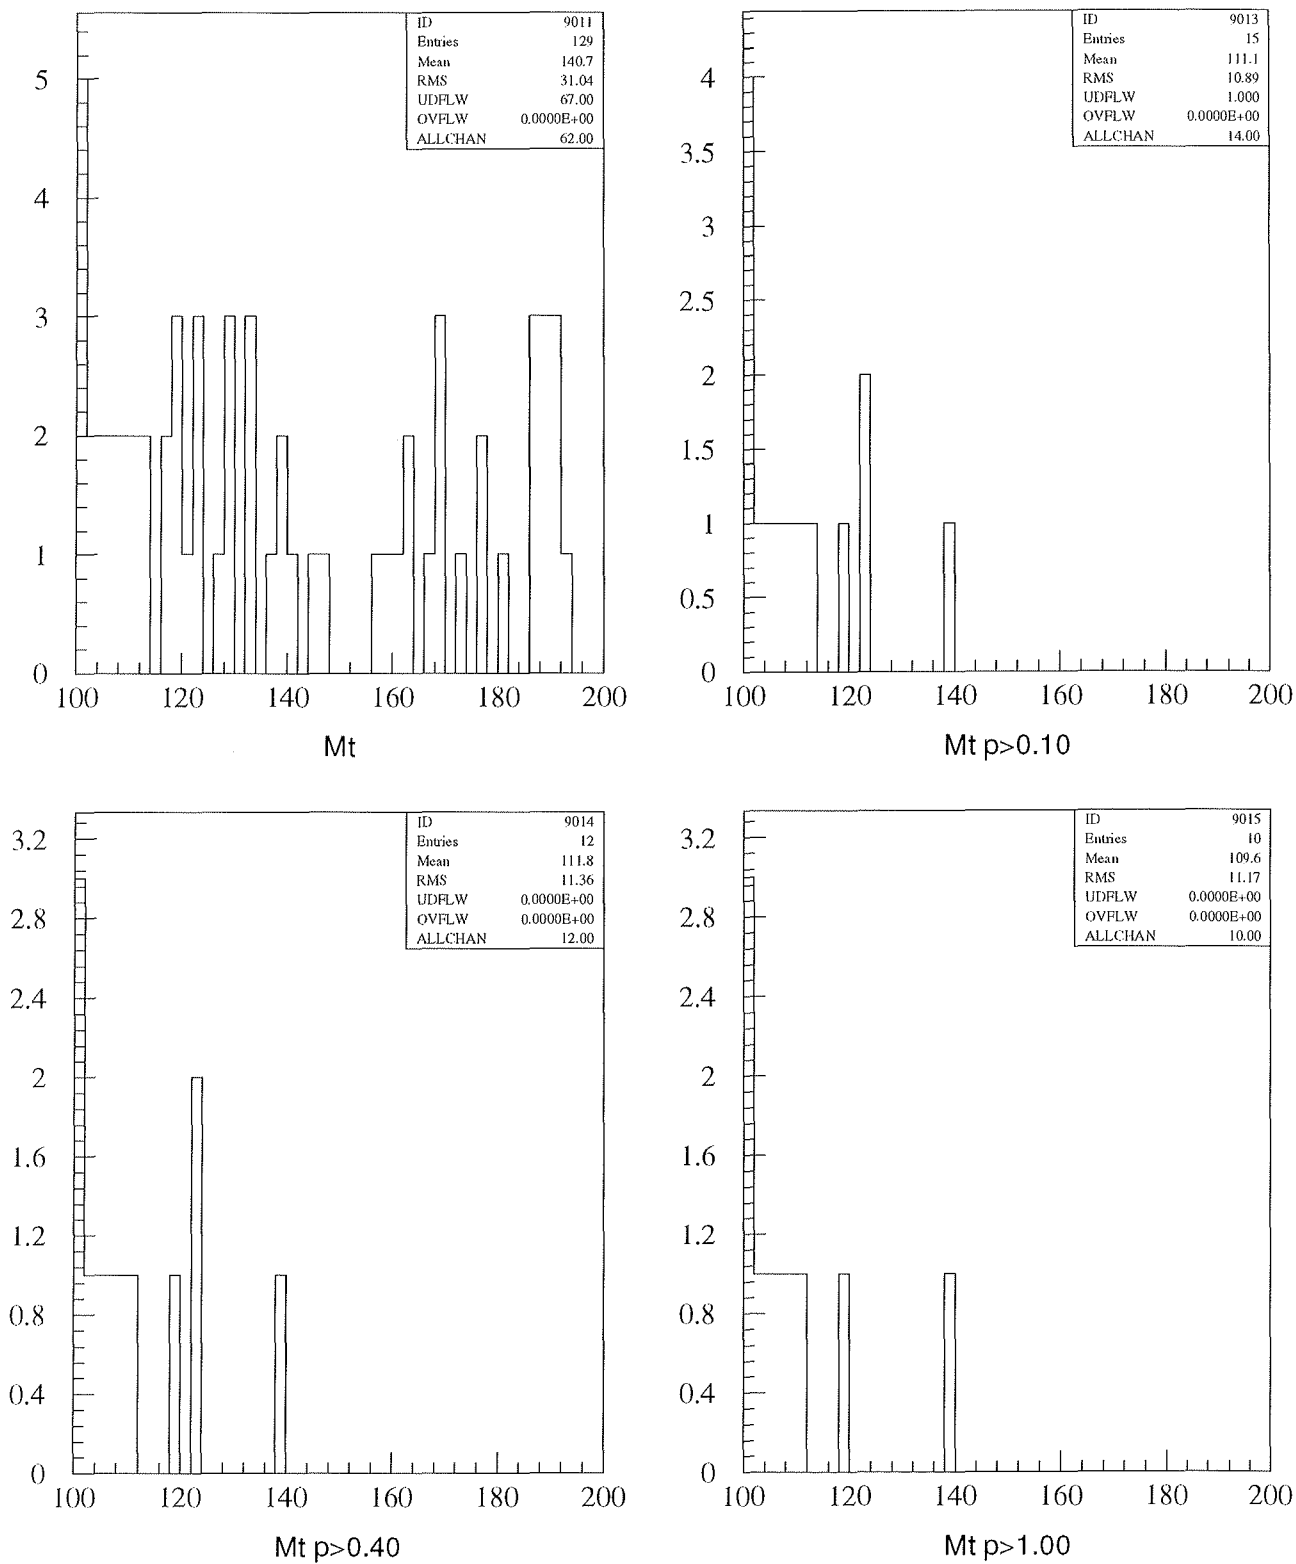 ID 9011
Entries 129
Mean 140.7
RMS 31.04
UDFLW 67.00
OVFLW 0.0000E+00
ALLCHAN 62.00
5
4
3
2
1
0
100 120 140 160 180 200
Mt
ID 9013
Entries 15
Mean 111.1
RMS 10.89
UDFLW 1.000
OVFLW 0.0000E+00
ALLCHAN 14.00
4
3.5
3
2.5
2
1.5
1
0.5
0
100 120 140 160 180 200
Mt p>0.10
ID 9014
Entries 12
Mean 111.8
RMS 11.36
UDFLW 0.0000E+00
OVFLW 0.0000E+00
ALLCHAN 12.00
3.2
2.8
2.4
2
1.6
1.2
0.8
0.4
0
100 120 140 160 180 200
Mt p>0.40
ID 9015
Entries 10
Mean 109.6
RMS 11.17
UDFLW 0.0000E+00
OVFLW 0.0000E+00
ALLCHAN 10.00
3.2
2.8
2.4
2
1.6
1.2
0.8
0.4
0
100 120 140 160 180 200
Mt p>1.00